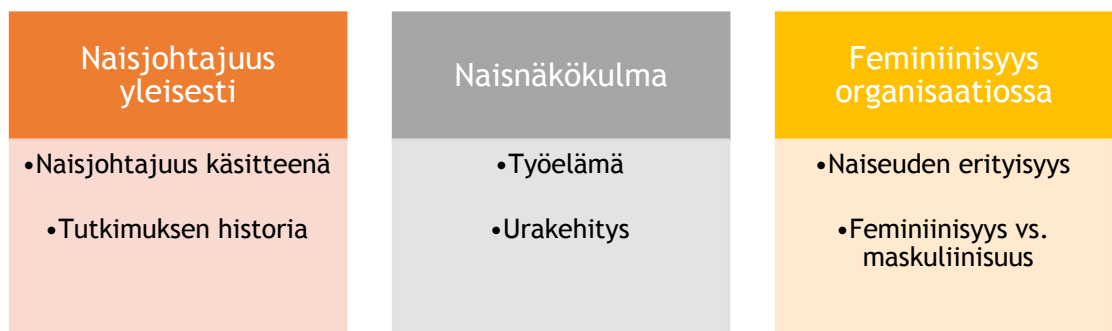 Naisjohtajuus
yleisesti
•Naisjohtajuus käsitteenä
•Tutkimuksen historia
Naisnäkökulma
•Työelämä
•Urakehitys
Feminiinisyys
organisaatiossa
•Naiseuden erityisyys
•Feminiinisyys vs.
maskuliinisuus